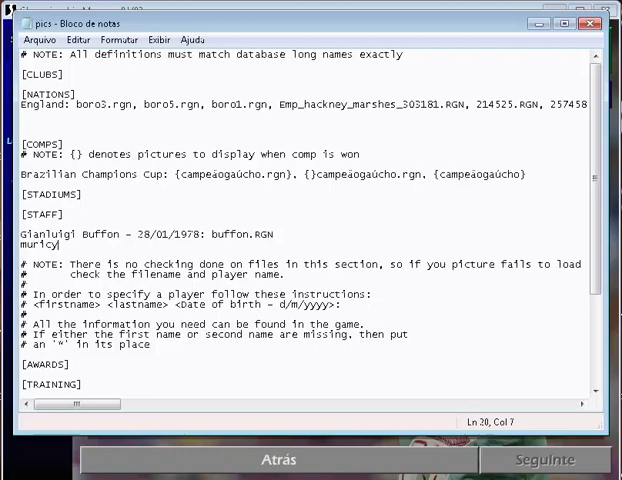 pics - Bloco de notas
Arquivo Editar Formatar Exibir Ajuda
# NOTE: All definitions must match database long names exactly
[CLUBS]
[NATIONS]
England: boro3.rgn, boro5.rgn, boro1.rgn, Emp_hackney_marshes_303181.RGN, 214525.RGN, 257458
[COMPS]
# NOTE: {} denotes pictures to display when comp is won
Brazilian Champions Cup: {campeãogaúcho.rgn}, {}campeãogaúcho.rgn, {campeãogaúcho}
[STADIUMS]
[STAFF]
Gianluigi Buffon - 28/01/1978: buffon.RGN
muricy
# NOTE: There is no checking done on files in this section, so if you picture fails to load
# check the filename and player name.
#
# In order to specify a player follow these instructions:
# <firstname> <lastname> <Date of birth - d/m/yyyy>:
#
# All the information you need can be found in the game.
# If either the first name or second name are missing, then put
# an '"' in its place
[AWARDS]
[TRAINING]
Ln 20, Col 7
Atrás
Seguinte